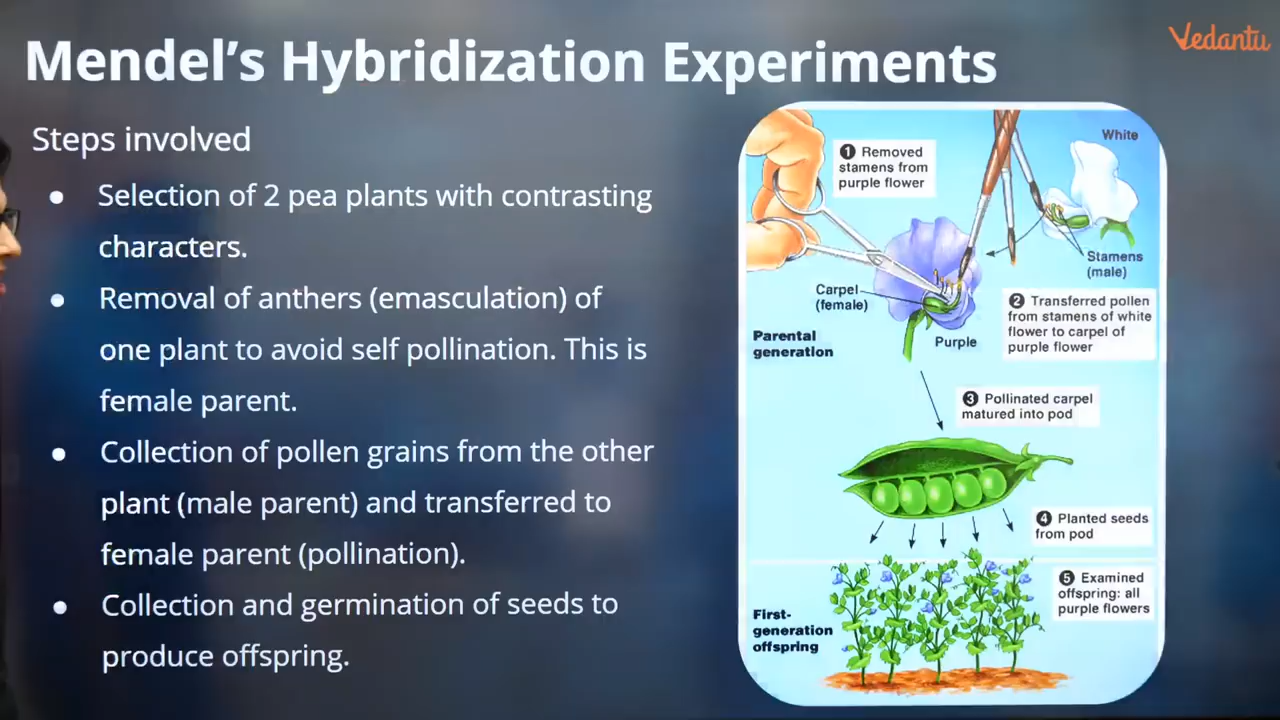 Mendel’s Hybridization Experiments
Vedantu
Steps involved
● Selection of 2 pea plants with contrasting
characters.
● Removal of anthers (emasculation) of
one plant to avoid self pollination. This is
female parent.
● Collection of pollen grains from the other
plant (male parent) and transferred to
female parent (pollination).
● Collection and germination of seeds to
produce offspring.
1 Removed
stamens from
purple flower
White
Stamens
(male)
Carpel
(female)
2 Transferred pollen
from stamens of white
flower to carpel of
purple flower
Parental
generation
Purple
3 Pollinated carpel
matured into pod
4 Planted seeds
from pod
5 Examined
offspring: all
purple flowers
First-
generation
offspring